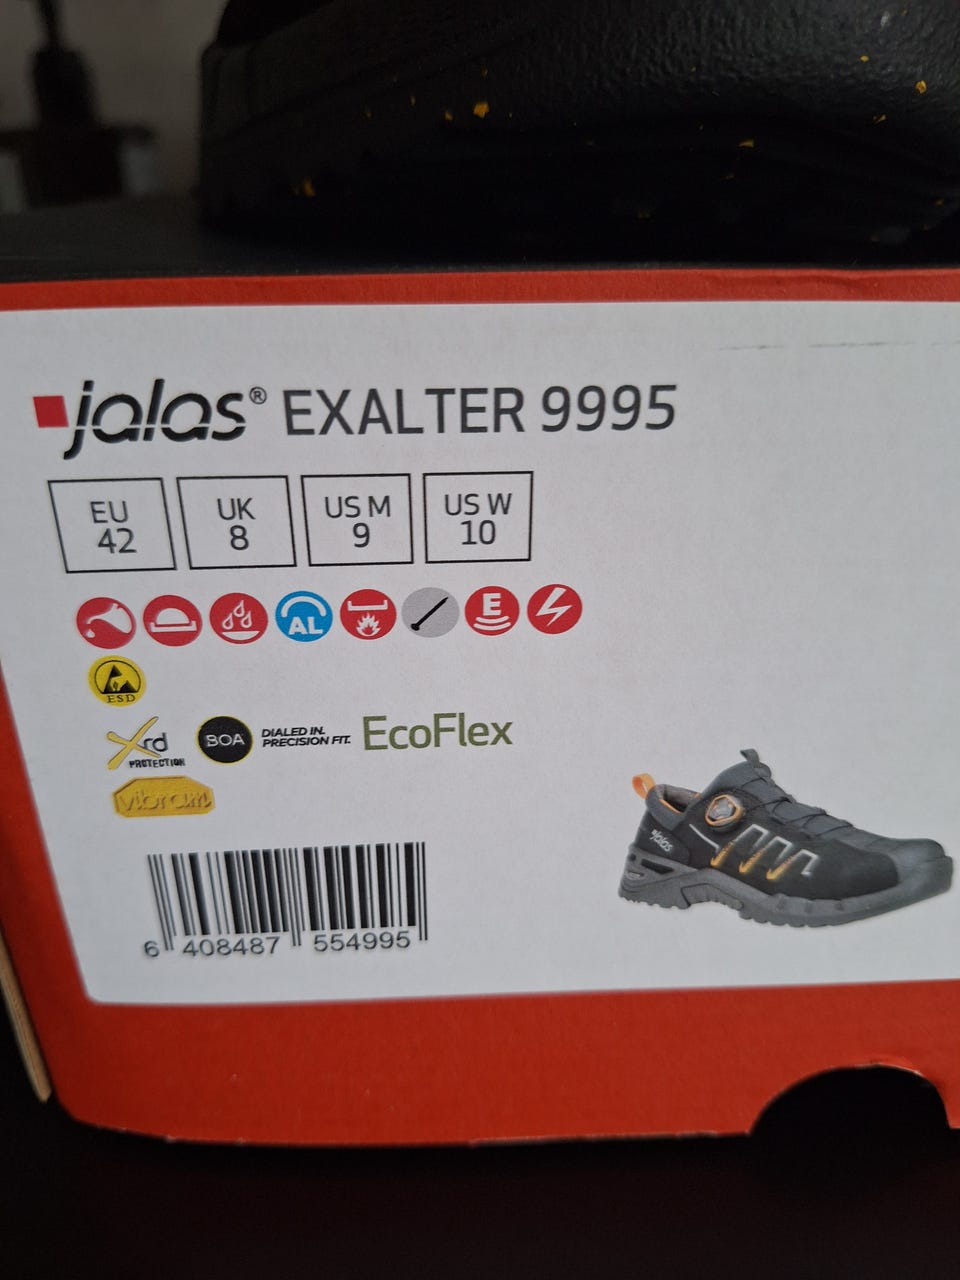 jalas® EXALTER 9995
EU UK US M US W
42 8 9 10
AL E
ESD
xrd PROTECTION BOA DIALED IN. PRECISION FIT. EcoFlex
vibram
jalas
6 408487 554995